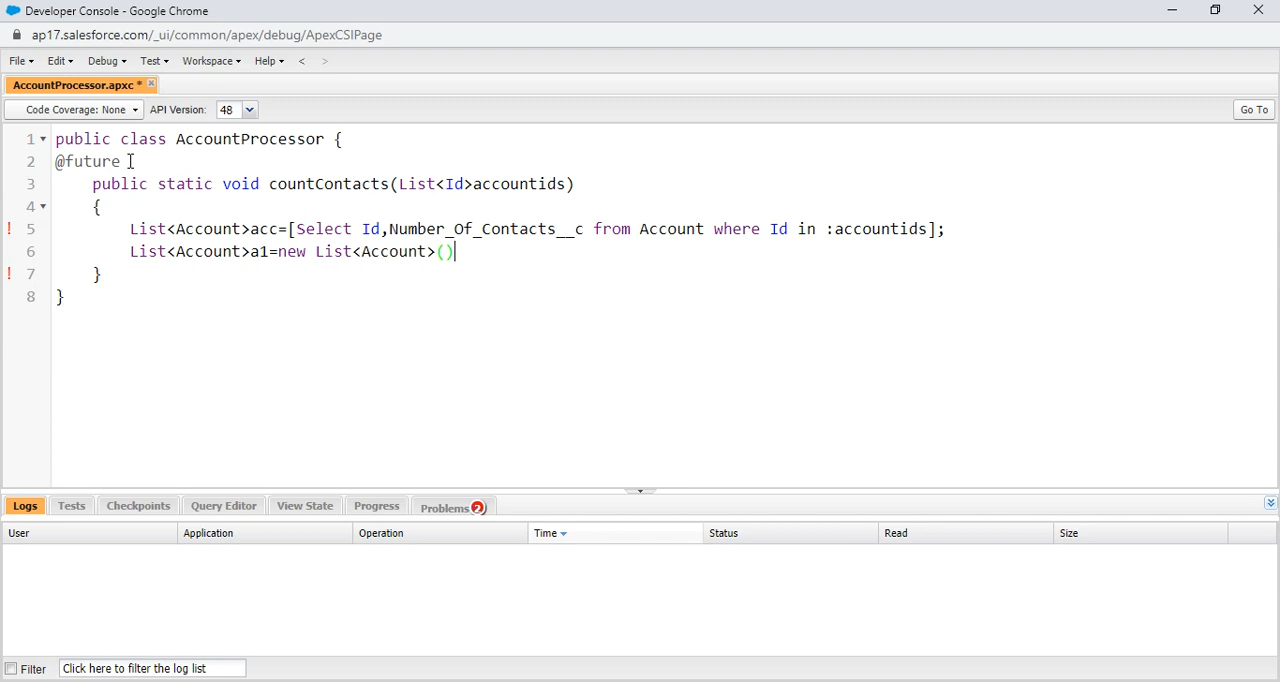 Developer Console - Google Chrome
ap17.salesforce.com/_ui/common/apex/debug/ApexCSIPage
File Edit Debug Test Workspace Help < >
AccountProcessor.apxc *
Code Coverage: None API Version: 48 Go To
1 public class AccountProcessor {
2 @future
3 public static void countContacts(List<Id>accountids)
4 {
! 5 List<Account>acc=[Select Id,Number_Of_Contacts__c from Account where Id in :accountids];
6 List<Account>a1=new List<Account>()
! 7 }
8 }
Logs Tests Checkpoints Query Editor View State Progress Problems 2
User Application Operation Time Status Read Size
Filter Click here to filter the log list